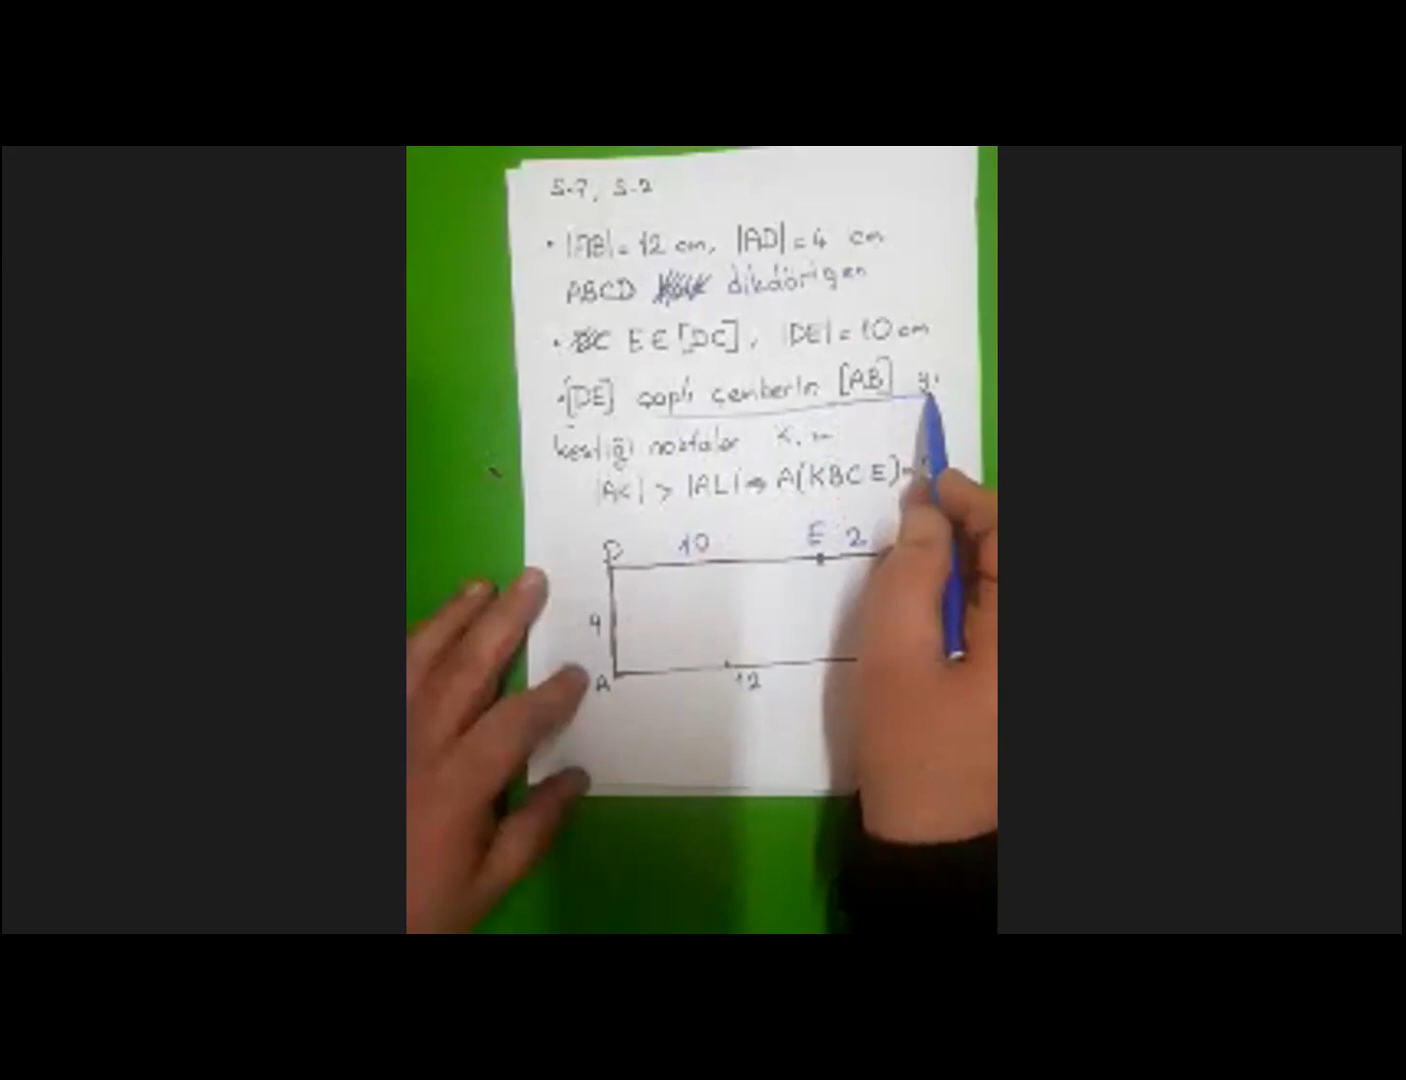 S-7, S-2
• |AB| = 12 cm, |AD| = 4 cm
ABCD dikdörtgen
• E ∈ [DC], |DE| = 10 cm
• [DE] çaplı çemberin [AB] yi
kestiği noktalar K,
|AK| > |AL| ⇒ A(KBCE) =
D 10 E 2
4
A 12